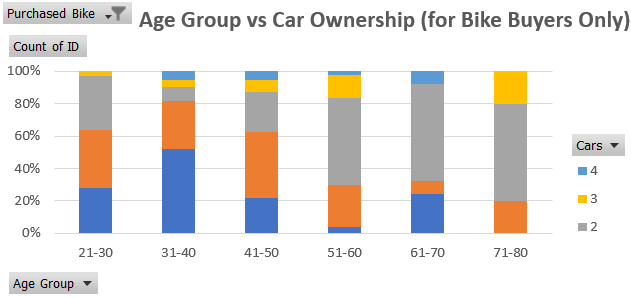 Purchased Bike
Age Group vs Car Ownership (for Bike Buyers Only)
Count of ID
100%
80%
60%
40%
20%
0%
21-30 31-40 41-50 51-60 61-70 71-80
Cars
4
3
2
Age Group